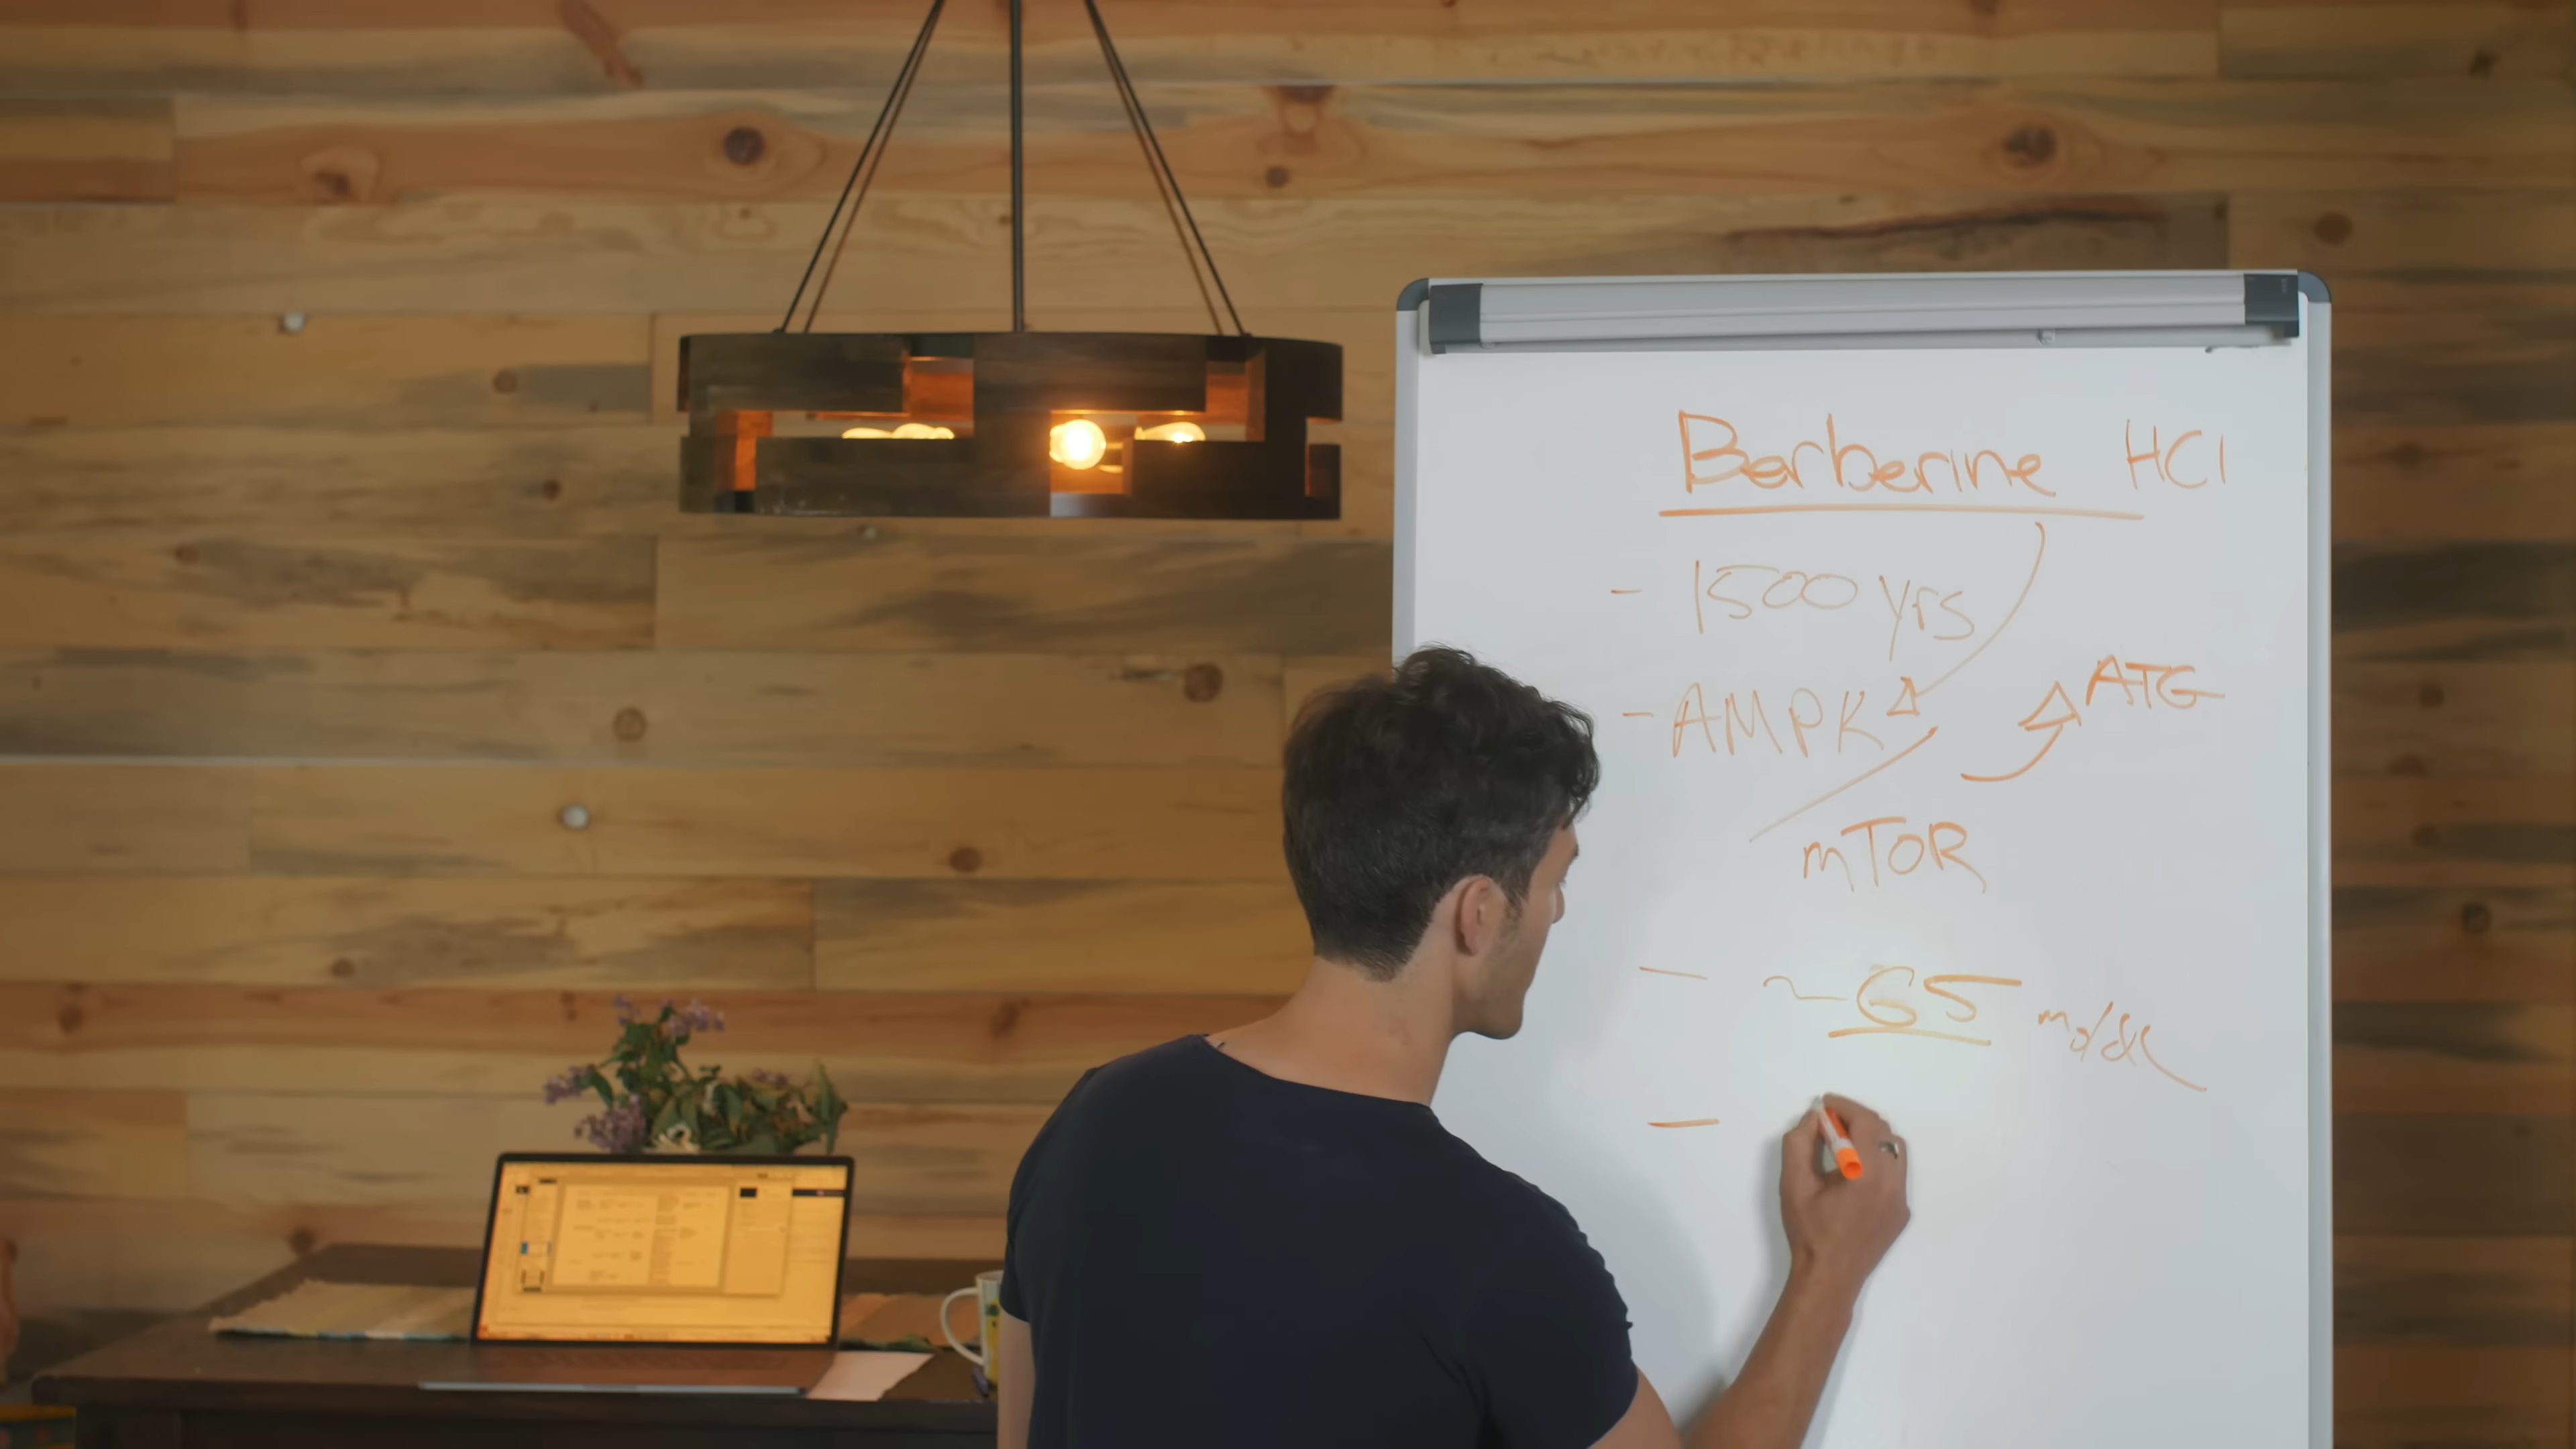 Berberine HCl
- 1500 yrs
- AMPK
ATG
mTOR
- ~65 mg/dL
-